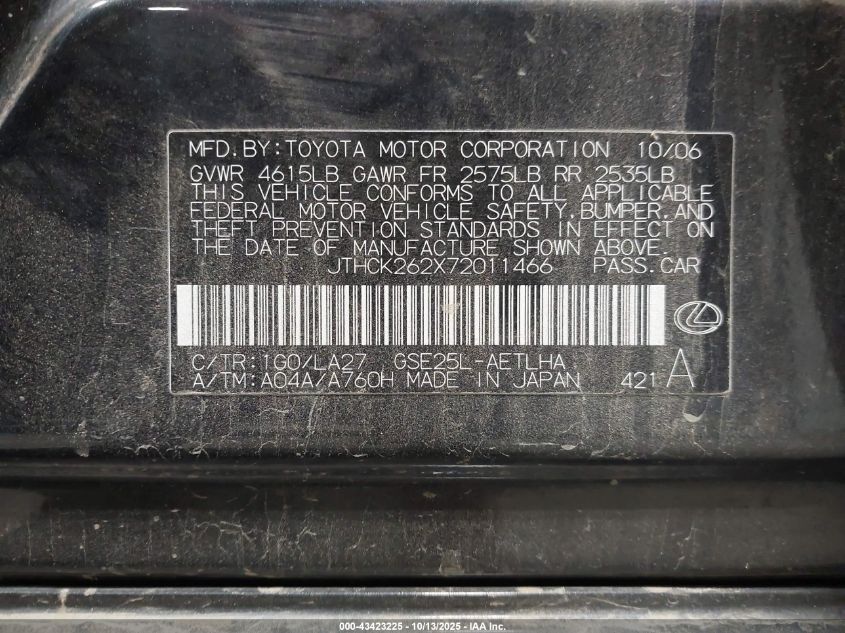 MFD.BY:TOYOTA MOTOR CORPORATION 10/06
GVWR 4615LB GAWR FR 2575LB RR 2535LB
THIS VEHICLE CONFORMS TO ALL APPLICABLE
FEDERAL MOTOR VEHICLE SAFETY,BUMPER,AND
THEFT PREVENTION STANDARDS IN EFFECT ON
THE DATE OF MANUFACTURE SHOWN ABOVE.
JTHCK262X72011466 PASS.CAR
C/TR:1G0/LA27 GSE25L-AETLHA
A/TM:A04A/A760H MADE IN JAPAN 421 A
000-43423225 - 10/13/2025 - IAA Inc.